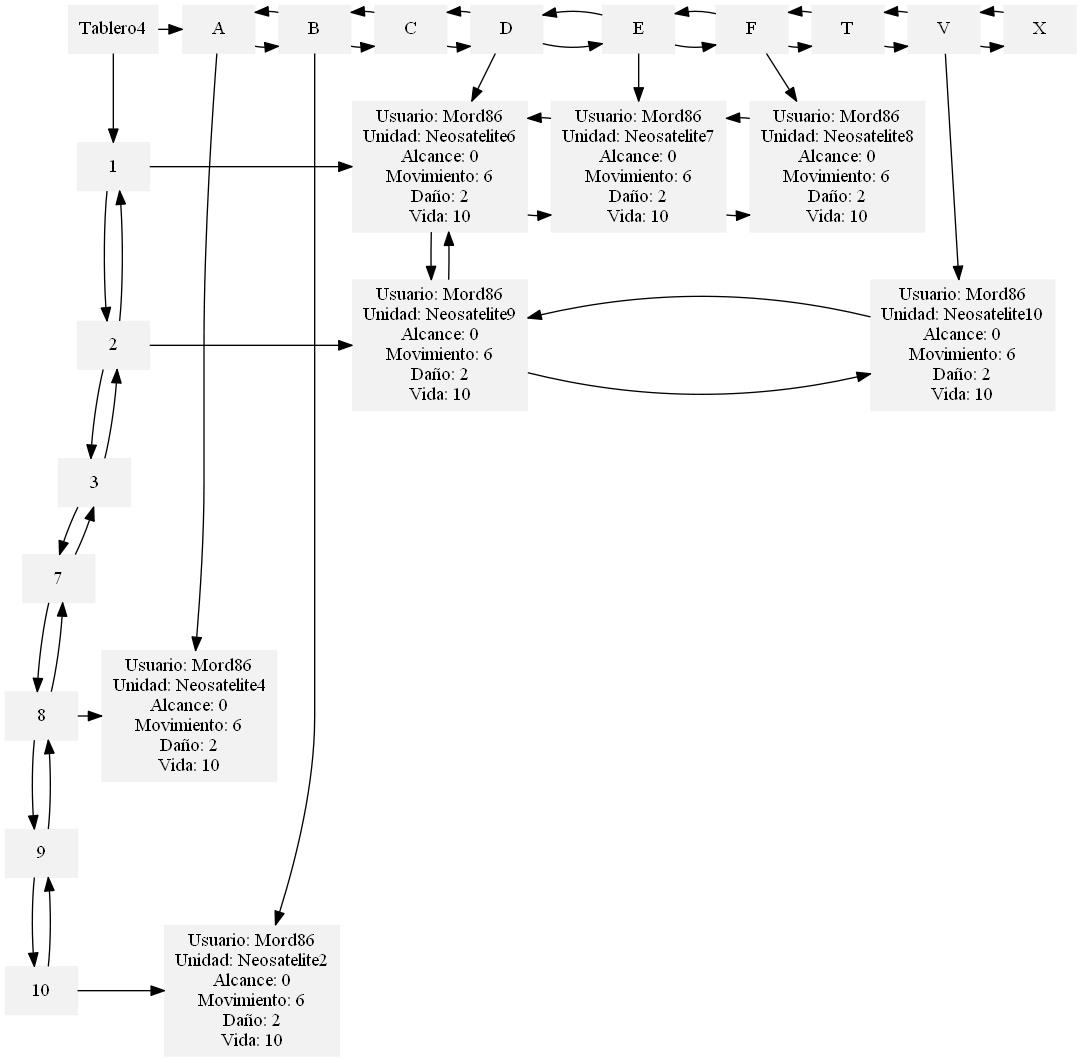 Tablero4
A
B
C
D
E
F
T
V
X
Usuario: Mord86
Unidad: Neosatelite6
Alcance: 0
Movimiento: 6
Daño: 2
Vida: 10
Usuario: Mord86
Unidad: Neosatelite7
Alcance: 0
Movimiento: 6
Daño: 2
Vida: 10
Usuario: Mord86
Unidad: Neosatelite8
Alcance: 0
Movimiento: 6
Daño: 2
Vida: 10
1
Usuario: Mord86
Unidad: Neosatelite9
Alcance: 0
Movimiento: 6
Daño: 2
Vida: 10
Usuario: Mord86
Unidad: Neosatelite10
Alcance: 0
Movimiento: 6
Daño: 2
Vida: 10
2
3
7
8
Usuario: Mord86
Unidad: Neosatelite4
Alcance: 0
Movimiento: 6
Daño: 2
Vida: 10
9
10
Usuario: Mord86
Unidad: Neosatelite2
Alcance: 0
Movimiento: 6
Daño: 2
Vida: 10